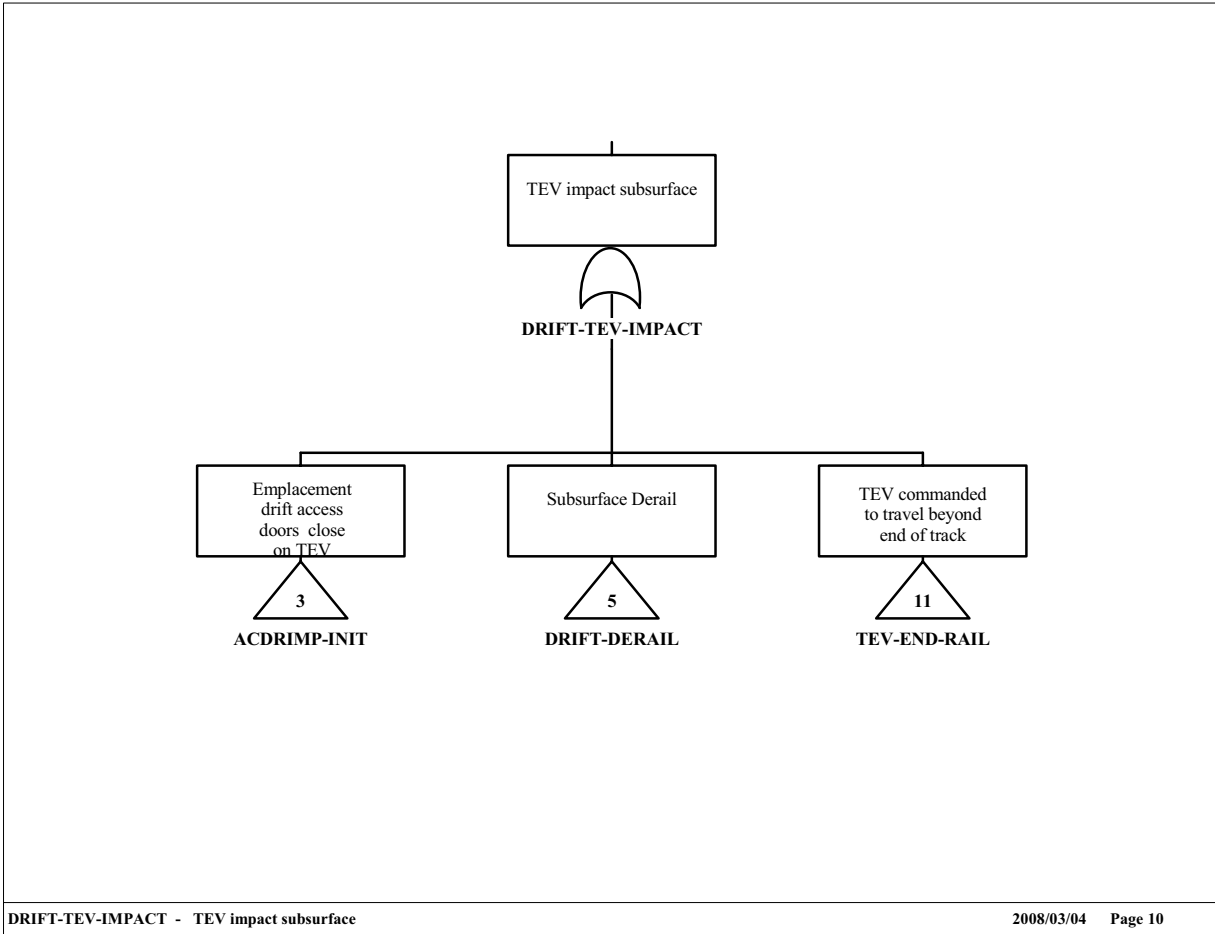 TEV impact subsurface
DRIFT-TEV-IMPACT
Emplacement
drift access
doors close
on TEV
Subsurface Derail
TEV commanded
to travel beyond
end of track
3
5
11
ACDRIMP-INIT
DRIFT-DERAIL
TEV-END-RAIL
DRIFT-TEV-IMPACT - TEV impact subsurface
2008/03/04 Page 10